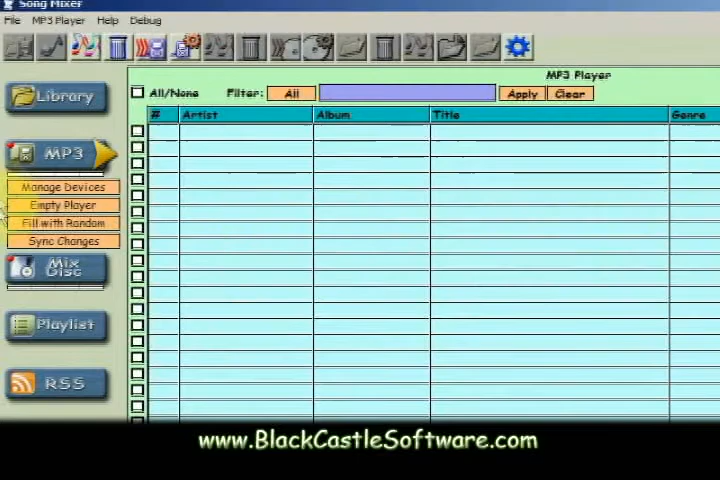 Song Mixer
File MP3 Player Help Debug
MP3 Player
All/None Filter: All Apply Clear
# Artist Album Title Genre
Library
MP3
Manage Devices
Empty Player
Fill with Random
Sync Changes
Mix
Disc
Playlist
RSS
www.BlackCastleSoftware.com